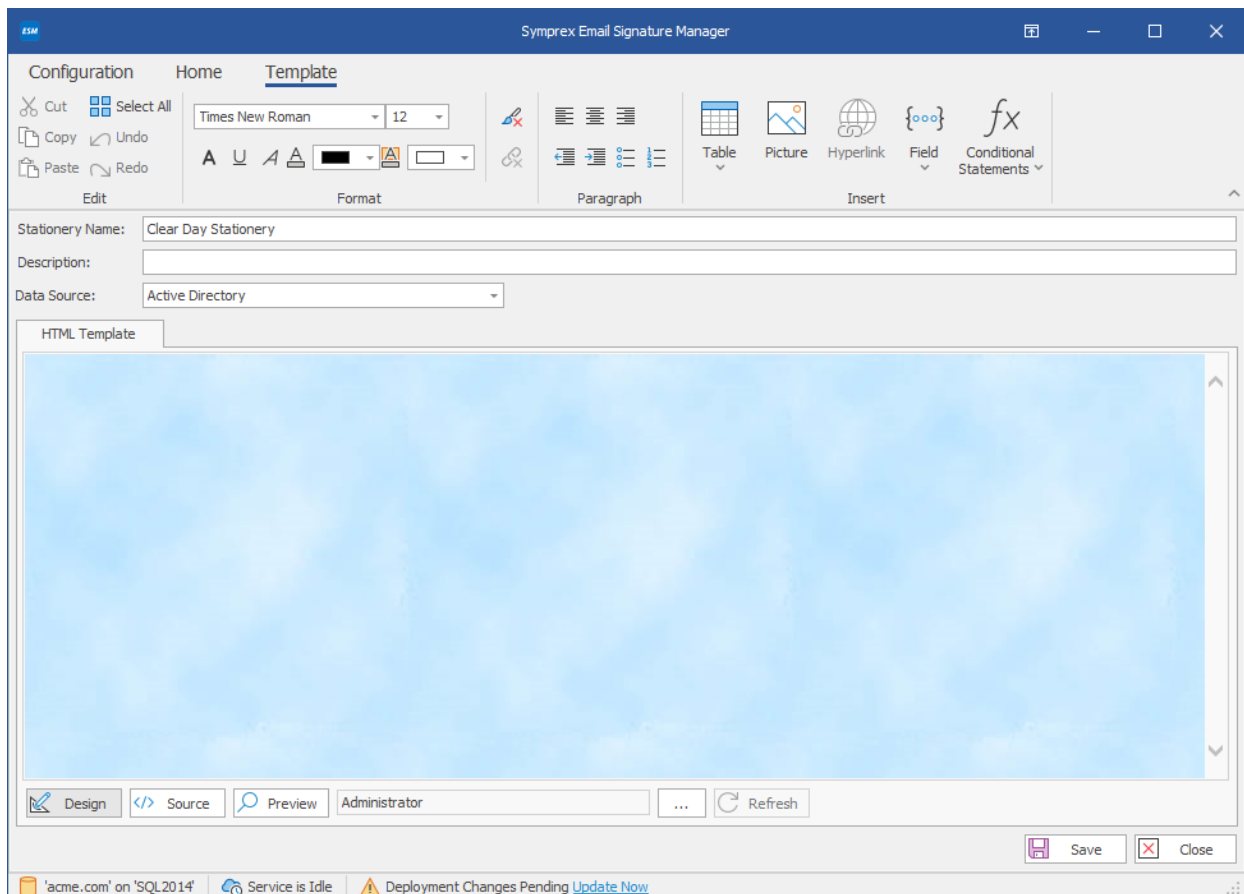 ESM Symprex Email Signature Manager
Configuration Home Template
Cut Select All
Copy Undo
Paste Redo
Edit
Times New Roman 12
A U A A A
Format
Paragraph
Table Picture Hyperlink {ooo} Field fx Conditional Statements
Insert
Stationery Name: Clear Day Stationery
Description:
Data Source: Active Directory
HTML Template
Design </> Source Preview Administrator ... Refresh
Save Close
'acme.com' on 'SQL2014' Service is Idle Deployment Changes Pending Update Now